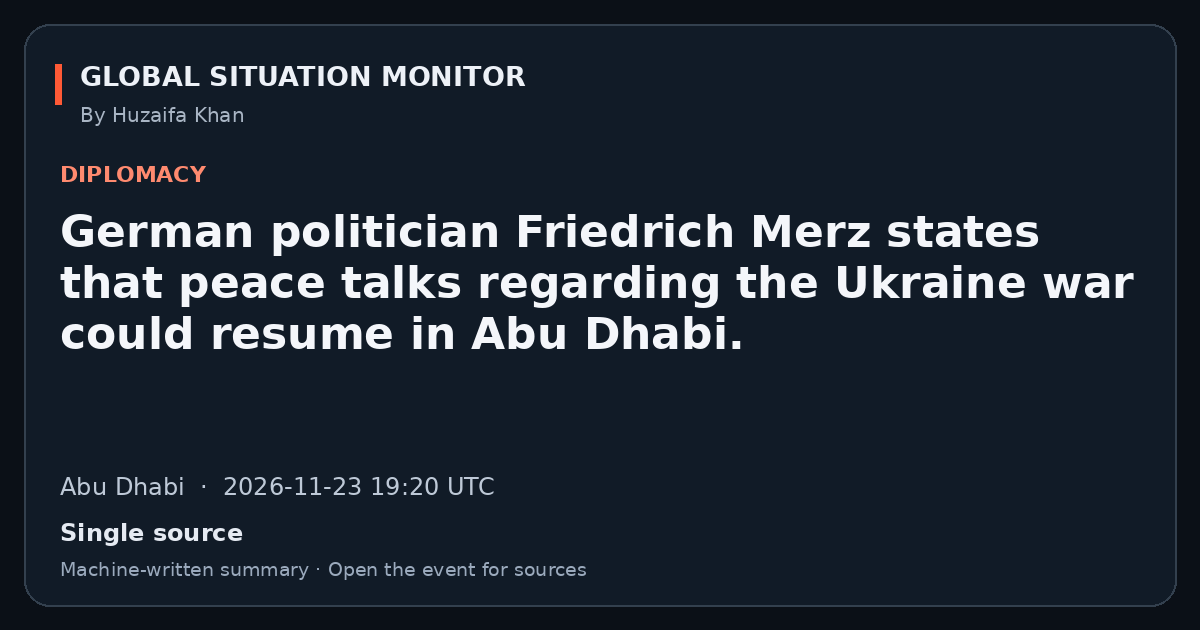 GLOBAL SITUATION MONITOR
By Huzaifa Khan
DIPLOMACY
German politician Friedrich Merz states
that peace talks regarding the Ukraine war
could resume in Abu Dhabi.
Abu Dhabi · 2026-11-23 19:20 UTC
Single source
Machine-written summary · Open the event for sources